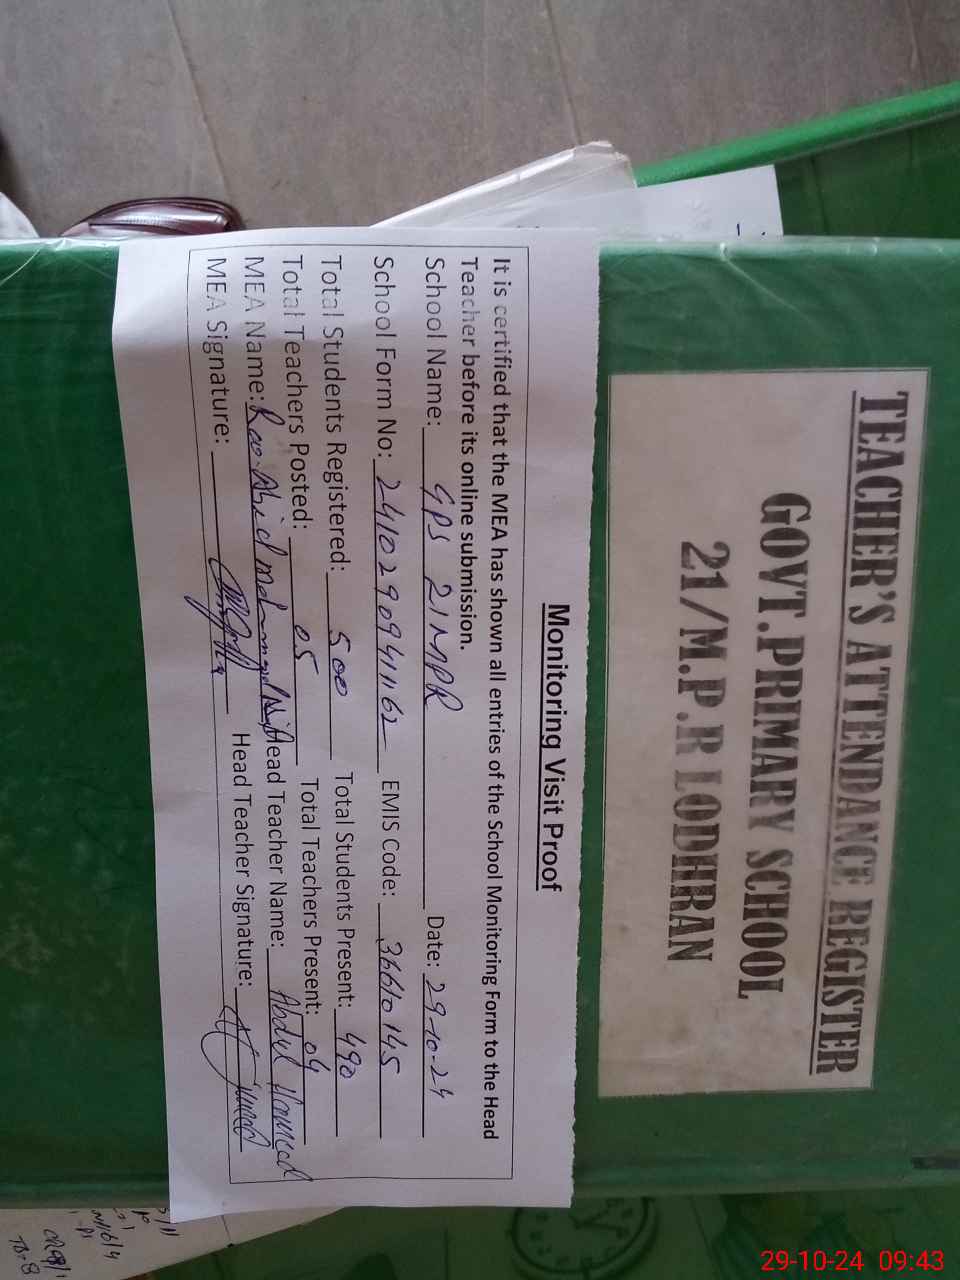 TEACHER'S ATTENDANCE REGISTER
GOVT.PRIMARY SCHOOL
21/M.P.R LODHRAN
Monitoring Visit Proof
It is certified that the MEA has shown all entries of the School Monitoring Form to the Head
Teacher before its online submission.
School Name: GPS 21 MPR Date: 29-10-24
School Form No: 2410290941162 EMIS Code: 36610145
Total Students Registered: 500 Total Students Present: 490
Total Teachers Posted: 05 Total Teachers Present: 04
MEA Name: Rao Abid Head Teacher Name: Abdul Hameed
MEA Signature: Head Teacher Signature:
29-10-24 09:43